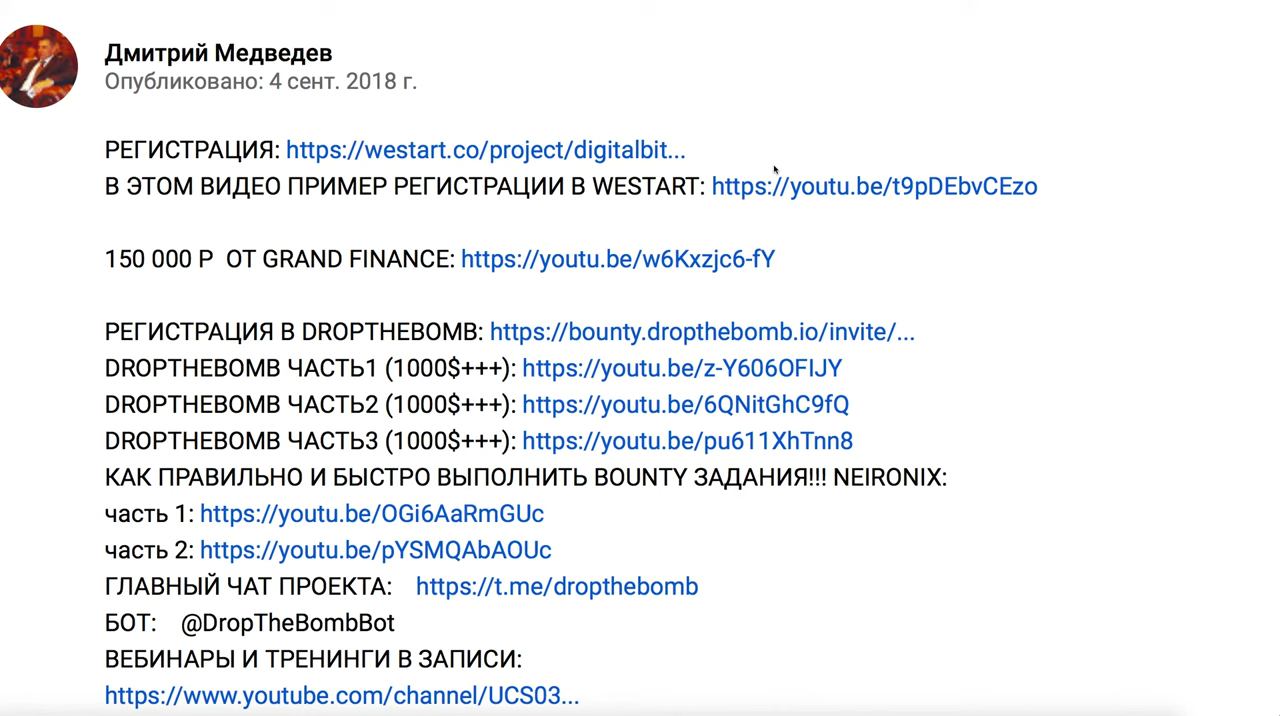 Дмитрий Медведев
Опубликовано: 4 сент. 2018 г.
РЕГИСТРАЦИЯ: https://westart.co/project/digitalbit...
В ЭТОМ ВИДЕО ПРИМЕР РЕГИСТРАЦИИ В WESTART: https://youtu.be/t9pDEbvCEzo
150 000 Р ОТ GRAND FINANCE: https://youtu.be/w6Kxzjc6-fY
РЕГИСТРАЦИЯ В DROPTHEBOMB: https://bounty.dropthebomb.io/invite/...
DROPTHEBOMB ЧАСТЬ1 (1000$+++): https://youtu.be/z-Y606OFIJY
DROPTHEBOMB ЧАСТЬ2 (1000$+++): https://youtu.be/6QNitGhC9fQ
DROPTHEBOMB ЧАСТЬ3 (1000$+++): https://youtu.be/pu611XhTnn8
КАК ПРАВИЛЬНО И БЫСТРО ВЫПОЛНИТЬ BOUNTY ЗАДАНИЯ!!! NEIRONIX:
часть 1: https://youtu.be/OGi6AaRmGUc
часть 2: https://youtu.be/pYSMQAbAOUc
ГЛАВНЫЙ ЧАТ ПРОЕКТА: https://t.me/dropthebomb
БОТ: @DropTheBombBot
ВЕБИНАРЫ И ТРЕНИНГИ В ЗАПИСИ:
https://www.youtube.com/channel/UCS03...